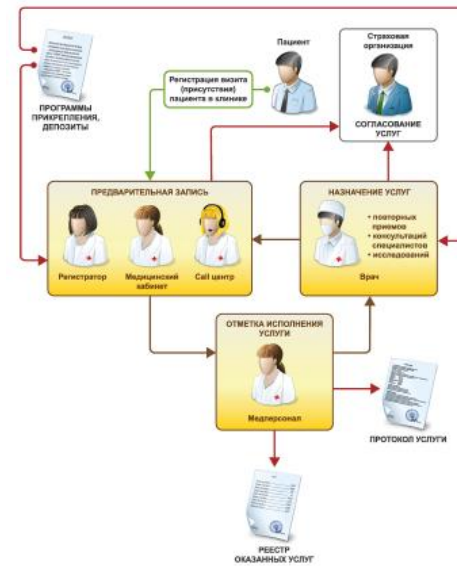 Пациент
Страховая
организация
Регистрация визита
(присутствия)
пациента в клинике
СОГЛАСОВАНИЕ
УСЛУГ
ПРОГРАММЫ
ПРИКРЕПЛЕНИЯ,
ДЕПОЗИТЫ
ПРЕДВАРИТЕЛЬНАЯ ЗАПИСЬ
Регистратор
Медицинский
кабинет
Call центр
НАЗНАЧЕНИЕ УСЛУГ
• повторных
приемов
• консультаций
специалистов
• исследований
Врач
ОТМЕТКА ИСПОЛНЕНИЯ
УСЛУГИ
Медперсонал
ПРОТОКОЛ УСЛУГИ
РЕЕСТР
ОКАЗАННЫХ УСЛУГ